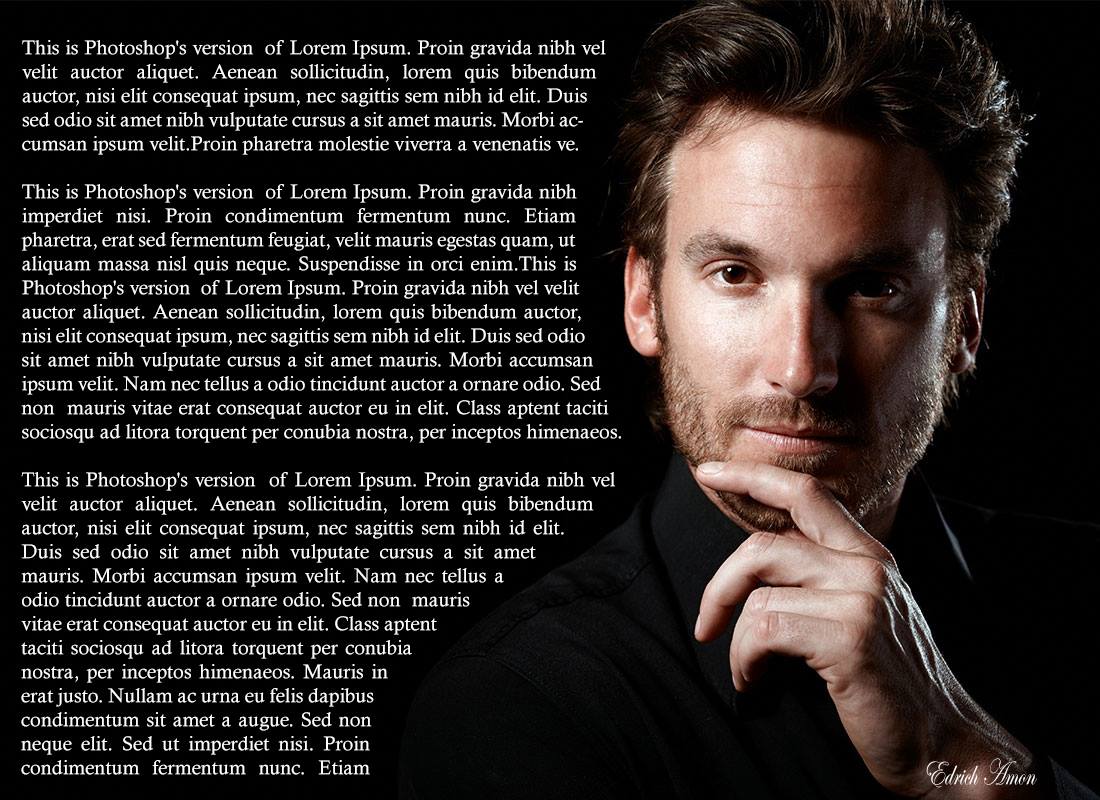 This is Photoshop's version  of Lorem Ipsum. Proin gravida nibh vel
velit auctor aliquet. Aenean sollicitudin, lorem quis bibendum
auctor, nisi elit consequat ipsum, nec sagittis sem nibh id elit. Duis
sed odio sit amet nibh vulputate cursus a sit amet mauris. Morbi ac-
cumsan ipsum velit.Proin pharetra molestie viverra a venenatis ve.
This is Photoshop's version  of Lorem Ipsum. Proin gravida nibh
imperdiet nisi. Proin condimentum fermentum nunc. Etiam
pharetra, erat sed fermentum feugiat, velit mauris egestas quam, ut
aliquam massa nisl quis neque. Suspendisse in orci enim.This is
Photoshop's version  of Lorem Ipsum. Proin gravida nibh vel velit
auctor aliquet. Aenean sollicitudin, lorem quis bibendum auctor,
nisi elit consequat ipsum, nec sagittis sem nibh id elit. Duis sed odio
sit amet nibh vulputate cursus a sit amet mauris. Morbi accumsan
ipsum velit. Nam nec tellus a odio tincidunt auctor a ornare odio. Sed
non  mauris vitae erat consequat auctor eu in elit. Class aptent taciti
sociosqu ad litora torquent per conubia nostra, per inceptos himenaeos.
This is Photoshop's version  of Lorem Ipsum. Proin gravida nibh vel
velit auctor aliquet. Aenean sollicitudin, lorem quis bibendum
auctor, nisi elit consequat ipsum, nec sagittis sem nibh id elit.
Duis sed odio sit amet nibh vulputate cursus a sit amet
mauris. Morbi accumsan ipsum velit. Nam nec tellus a
odio tincidunt auctor a ornare odio. Sed non  mauris
vitae erat consequat auctor eu in elit. Class aptent
taciti sociosqu ad litora torquent per conubia
nostra, per inceptos himenaeos. Mauris in
erat justo. Nullam ac urna eu felis dapibus
condimentum sit amet a augue. Sed non
neque elit. Sed ut imperdiet nisi. Proin
condimentum fermentum nunc. Etiam
Edrich Amon